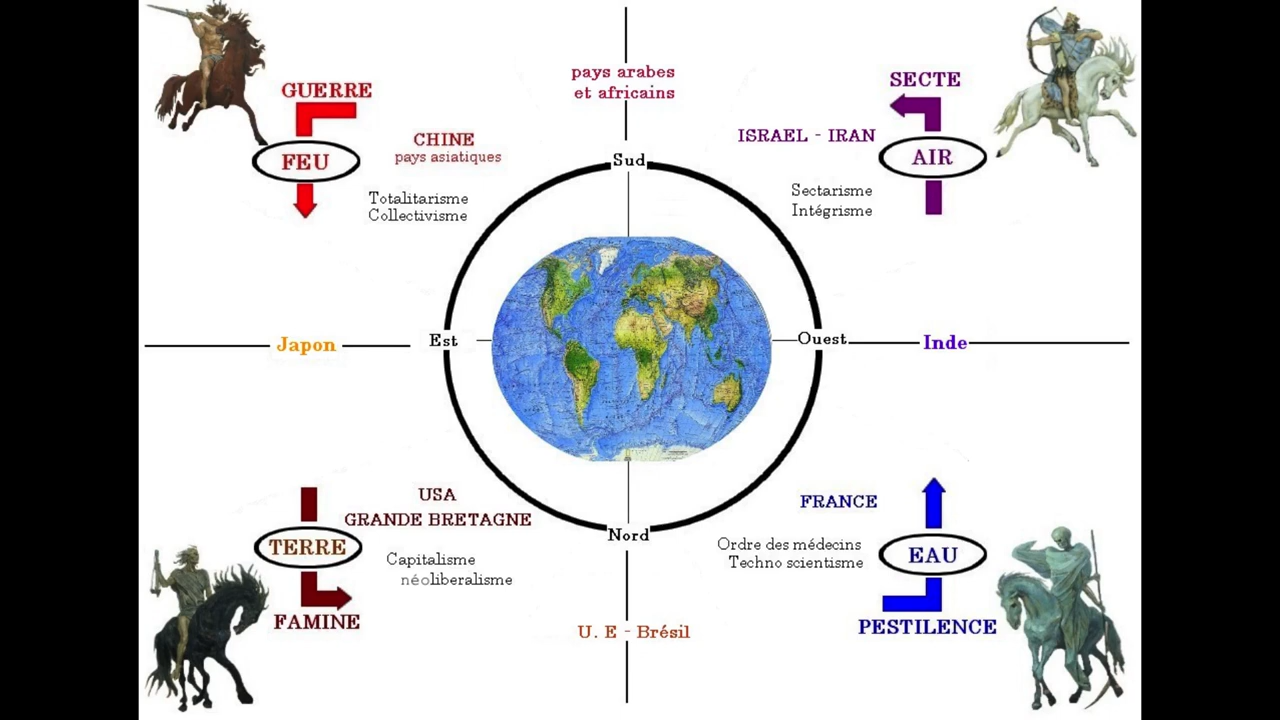 GUERRE
FEU
CHINE
pays asiatiques
Totalitarisme
Collectivisme
pays arabes
et africains
Sud
SECTE
ISRAEL - IRAN
AIR
Sectarisme
Intégrisme
Japon
Est
Ouest
Inde
USA
GRANDE BRETAGNE
TERRE
Capitalisme
néoliberalisme
FAMINE
Nord
U. E - Brésil
FRANCE
Ordre des médecins
Techno scientisme
EAU
PESTILENCE